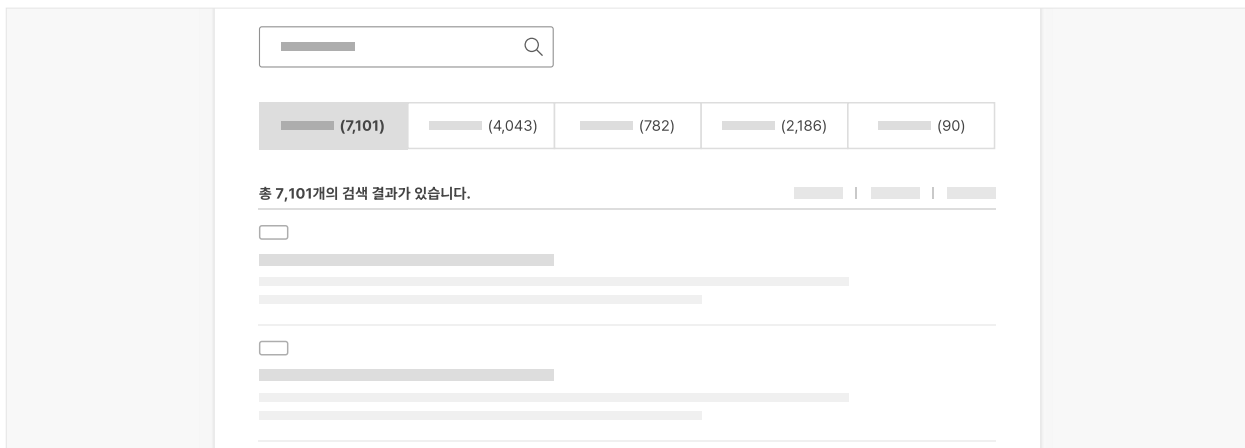 (7,101) (4,043) (782) (2,186) (90)
총 7,101개의 검색 결과가 있습니다.